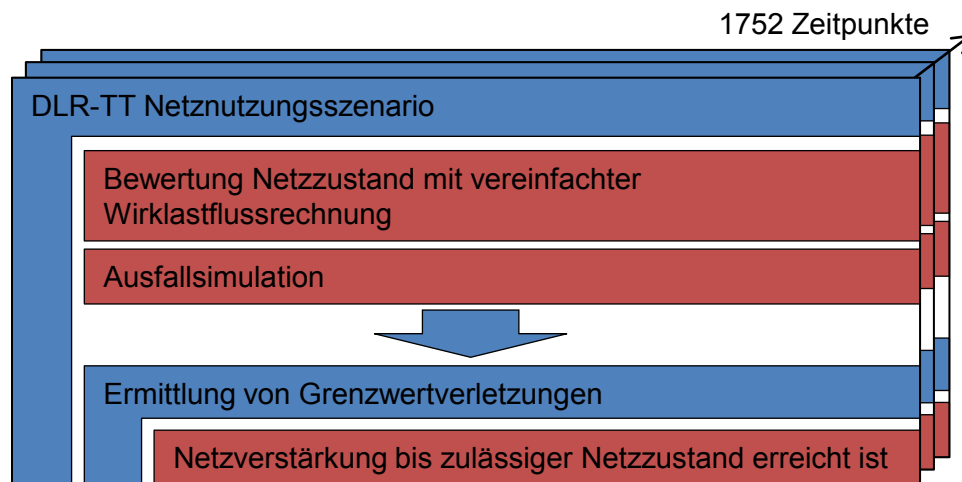 1752 Zeitpunkte
DLR-TT Netznutzungsszenario
Bewertung Netzzustand mit vereinfachter
Wirklastflussrechnung
Ausfallsimulation
Ermittlung von Grenzwertverletzungen
Netzverstärkung bis zulässiger Netzzustand erreicht ist